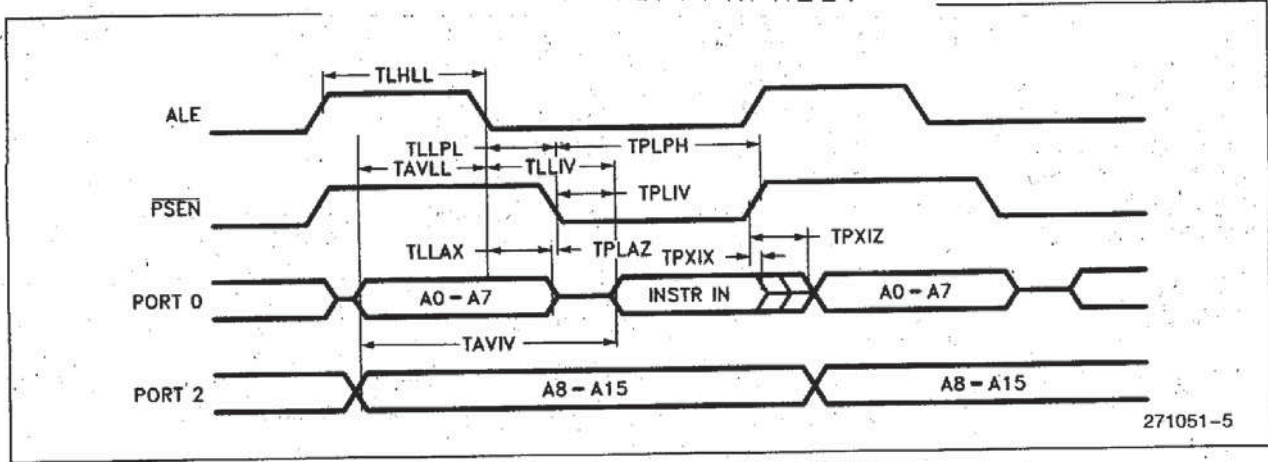 TLHLL
ALE
TLLPL
TPLPH
TAVLL
TLLIV
PSEN
TPLIV
TLLAX
TPLAZ
TPXIX
TPXIZ
PORT 0
A0-A7
INSTR IN
A0-A7
TAVIV
PORT 2
A8-A15
A8-A15
271051-5